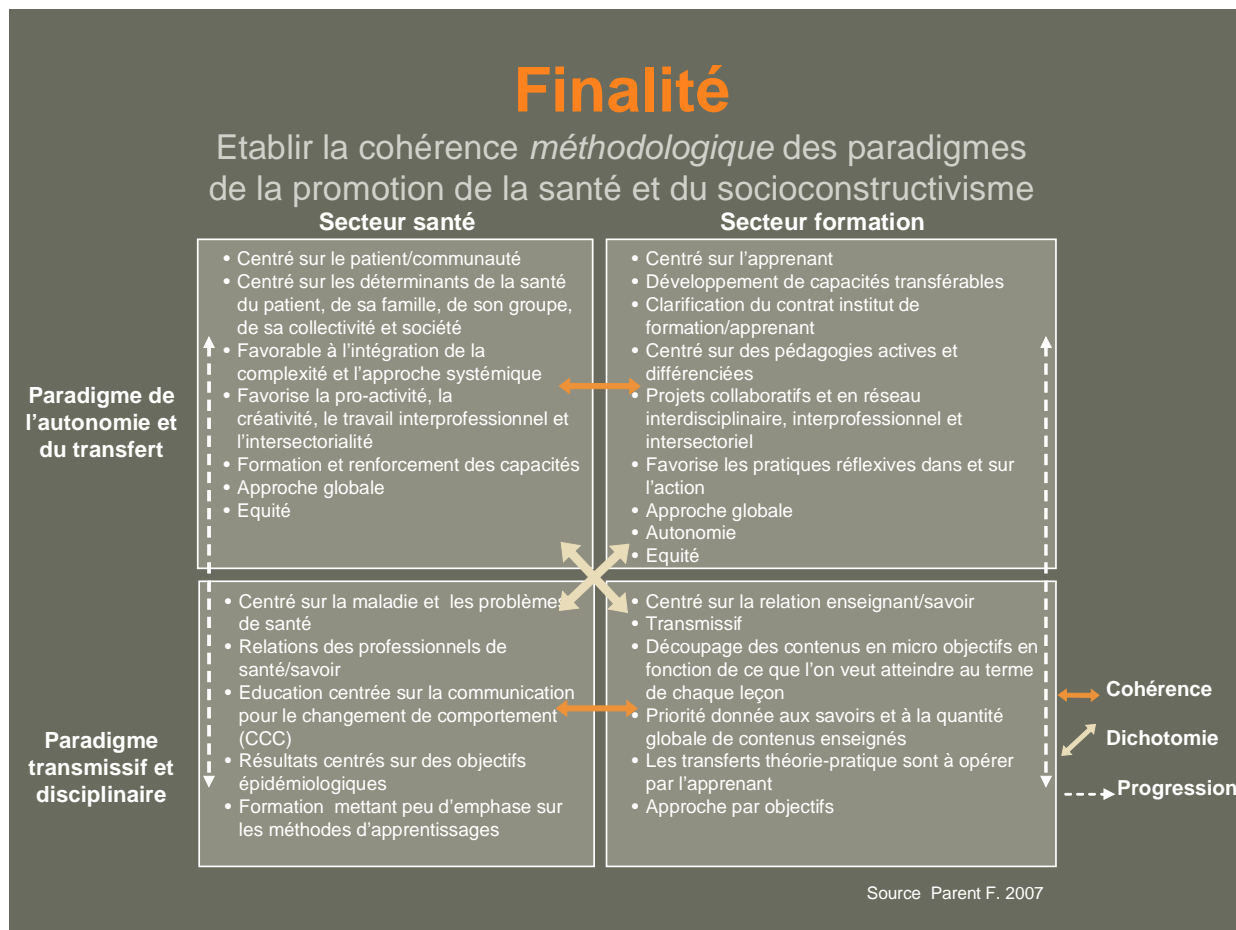 Finalité
Etablir la cohérence méthodologique des paradigmes
de la promotion de la santé et du socioconstructivisme
Secteur santé
Secteur formation
Paradigme de
l'autonomie et
du transfert
• Centré sur le patient/communauté
• Centré sur les déterminants de la santé
du patient, de sa famille, de son groupe,
de sa collectivité et société
• Favorable à l'intégration de la
complexité et l'approche systémique
• Favorise la pro-activité, la
créativité, le travail interprofessionnel et
l'intersectorialité
• Formation et renforcement des capacités
• Approche globale
• Equité
• Centré sur l'apprenant
• Développement de capacités transférables
• Clarification du contrat institut de
formation/apprenant
• Centré sur des pédagogies actives et
différenciées
• Projets collaboratifs et en réseau
interdisciplinaire, interprofessionnel et
intersectoriel
• Favorise les pratiques réflexives dans et sur
l'action
• Approche globale
• Autonomie
• Equité
Paradigme
transmissif et
disciplinaire
• Centré sur la maladie et les problèmes
de santé
• Relations des professionnels de
santé/savoir
• Education centrée sur la communication
pour le changement de comportement
(CCC)
• Résultats centrés sur des objectifs
épidémiologiques
• Formation mettant peu d'emphase sur
les méthodes d'apprentissages
• Centré sur la relation enseignant/savoir
• Transmissif
• Découpage des contenus en micro objectifs en
fonction de ce que l'on veut atteindre au terme
de chaque leçon
• Priorité donnée aux savoirs et à la quantité
globale de contenus enseignés
• Les transferts théorie-pratique sont à opérer
par l'apprenant
• Approche par objectifs
Cohérence
Dichotomie
Progression
Source Parent F. 2007